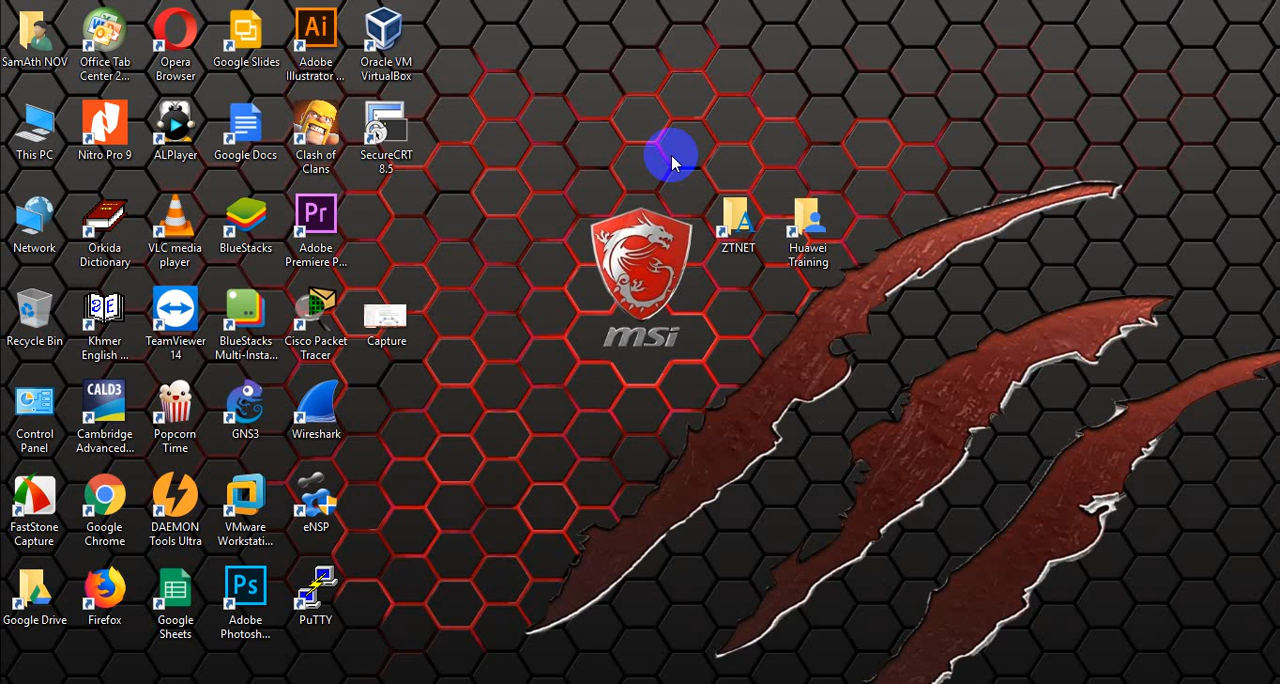 SamAth NOV
Office Tab
Center 2...
Opera
Browser
Google Slides
Ai
Adobe
Illustrator ...
Oracle VM
VirtualBox
This PC
Nitro Pro 9
ALPlayer
Google Docs
Clash of
Clans
SecureCRT
8.5
Network
Orkida
Dictionary
VLC media
player
BlueStacks
Pr
Adobe
Premiere P...
ZTNET
Huawei
Training
msi
Recycle Bin
Khmer
English ...
TeamViewer
14
BlueStacks
Multi-Insta...
Cisco Packet
Tracer
Capture
Control
Panel
CALD3
Cambridge
Advanced...
Popcorn
Time
GNS3
Wireshark
FastStone
Capture
Google
Chrome
DAEMON
Tools Ultra
VMware
Workstati...
eNSP
Google Drive
Firefox
Google
Sheets
Ps
Adobe
Photosh...
PuTTY